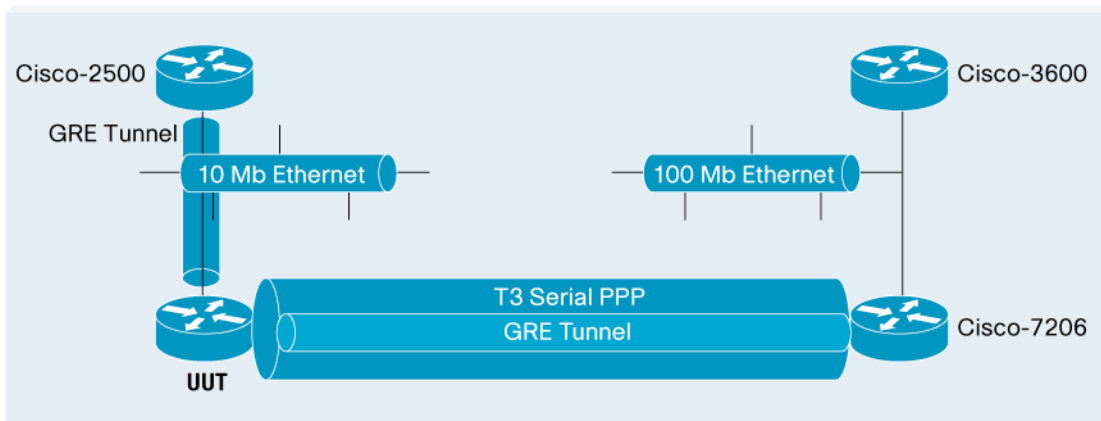 Cisco-2500
Cisco-3600
GRE Tunnel
10 Mb Ethernet
100 Mb Ethernet
T3 Serial PPP
GRE Tunnel
Cisco-7206
UUT